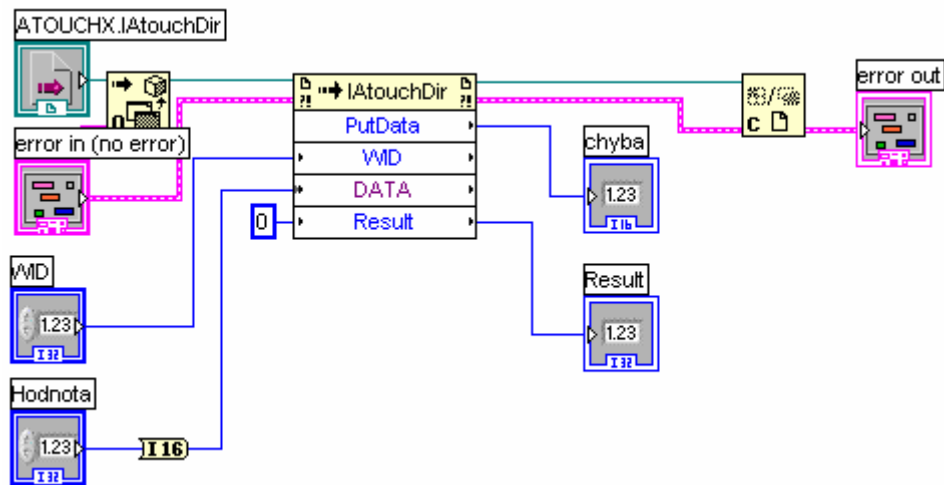 ATOUCHX.IAtouchDir
error in (no error)
WID
1.23
I32
Hodnota
1.23
I32
I16
0
IAtouchDir
PutData
WID
DATA
Result
chyba
1.23
I16
Result
1.23
I32
C
error out